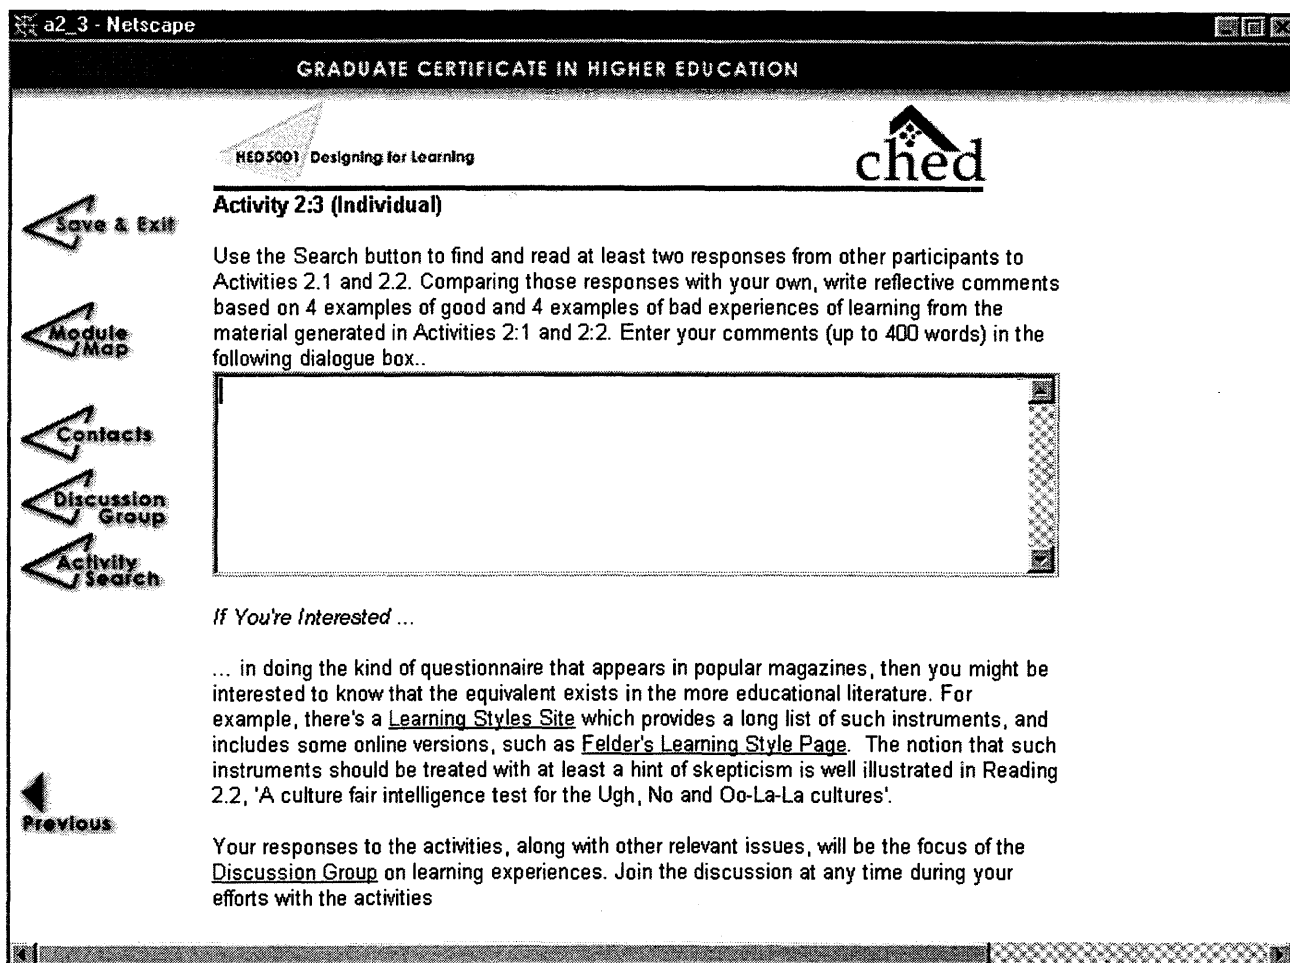 a2_3 - Netscape
GRADUATE CERTIFICATE IN HIGHER EDUCATION
HED5001 Designing for Learning
ched
Save & Exit
Module
Map
Contacts
Discussion
Group
Activity
Search
Previous
Activity 2:3 (Individual)
Use the Search button to find and read at least two responses from other participants to
Activities 2.1 and 2.2. Comparing those responses with your own, write reflective comments
based on 4 examples of good and 4 examples of bad experiences of learning from the
material generated in Activities 2:1 and 2:2. Enter your comments (up to 400 words) in the
following dialogue box..
If You're Interested ...
... in doing the kind of questionnaire that appears in popular magazines, then you might be
interested to know that the equivalent exists in the more educational literature. For
example, there's a Learning Styles Site which provides a long list of such instruments, and
includes some online versions, such as Felder's Learning Style Page. The notion that such
instruments should be treated with at least a hint of skepticism is well illustrated in Reading
2.2, 'A culture fair intelligence test for the Ugh, No and Oo-La-La cultures'.
Your responses to the activities, along with other relevant issues, will be the focus of the
Discussion Group on learning experiences. Join the discussion at any time during your
efforts with the activities